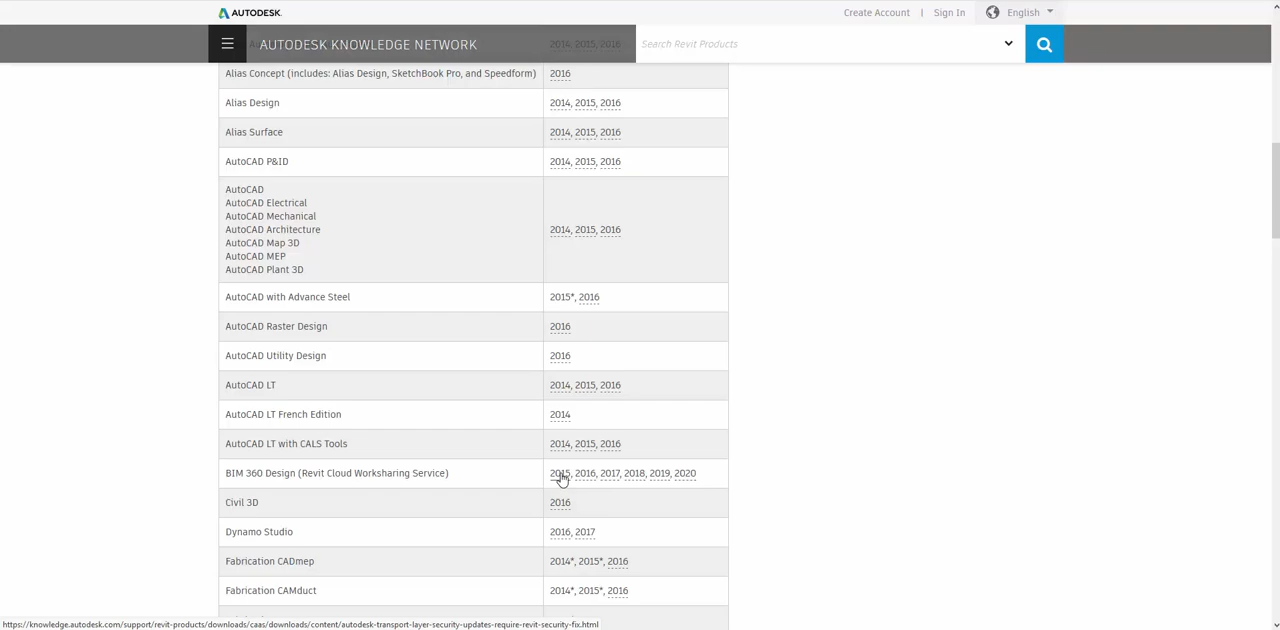 AUTODESK.
Create Account | Sign In English
AUTODESK KNOWLEDGE NETWORK
2014, 2015, 2016
Search Revit Products
Alias Concept (includes: Alias Design, SketchBook Pro, and Speedform) 2016
Alias Design 2014, 2015, 2016
Alias Surface 2014, 2015, 2016
AutoCAD P&ID 2014, 2015, 2016
AutoCAD
AutoCAD Electrical
AutoCAD Mechanical
AutoCAD Architecture 2014, 2015, 2016
AutoCAD Map 3D
AutoCAD MEP
AutoCAD Plant 3D
AutoCAD with Advance Steel 2015*, 2016
AutoCAD Raster Design 2016
AutoCAD Utility Design 2016
AutoCAD LT 2014, 2015, 2016
AutoCAD LT French Edition 2014
AutoCAD LT with CALS Tools 2014, 2015, 2016
BIM 360 Design (Revit Cloud Worksharing Service) 2015, 2016, 2017, 2018, 2019, 2020
Civil 3D 2016
Dynamo Studio 2016, 2017
Fabrication CADmep 2014*, 2015*, 2016
Fabrication CAMduct 2014*, 2015*, 2016
https://knowledge.autodesk.com/support/revit-products/downloads/caas/downloads/content/autodesk-transport-layer-security-updates-require-revit-security-fix.html